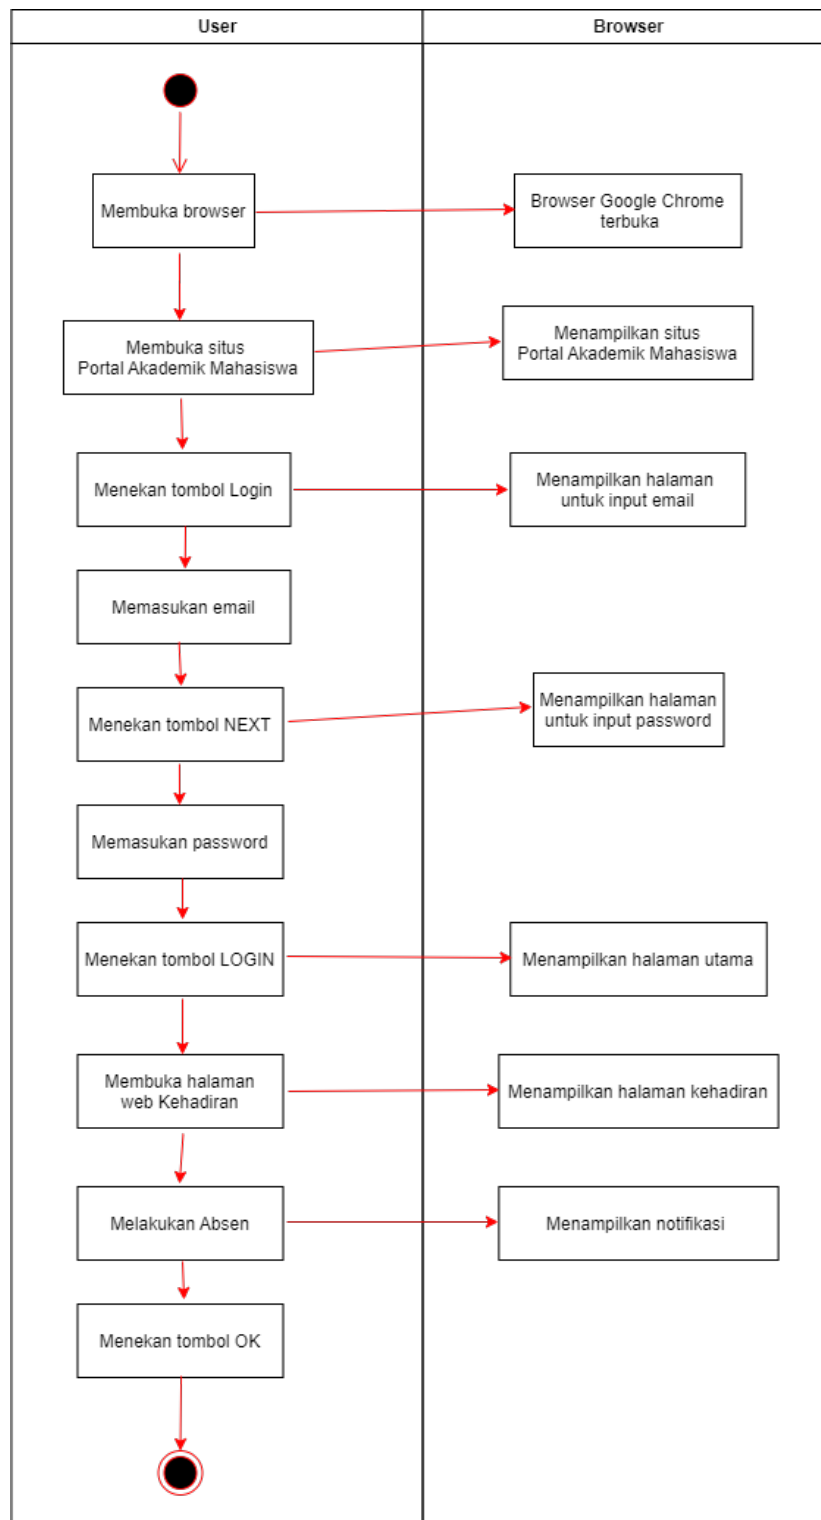 User
Browser
Membuka browser
Browser Google Chrome
terbuka
Membuka situs
Portal Akademik Mahasiswa
Menampilkan situs
Portal Akademik Mahasiswa
Menekan tombol Login
Menampilkan halaman
untuk input email
Memasukan email
Menekan tombol NEXT
Menampilkan halaman
untuk input password
Memasukan password
Menekan tombol LOGIN
Menampilkan halaman utama
Membuka halaman
web Kehadiran
Menampilkan halaman kehadiran
Melakukan Absen
Menampilkan notifikasi
Menekan tombol OK